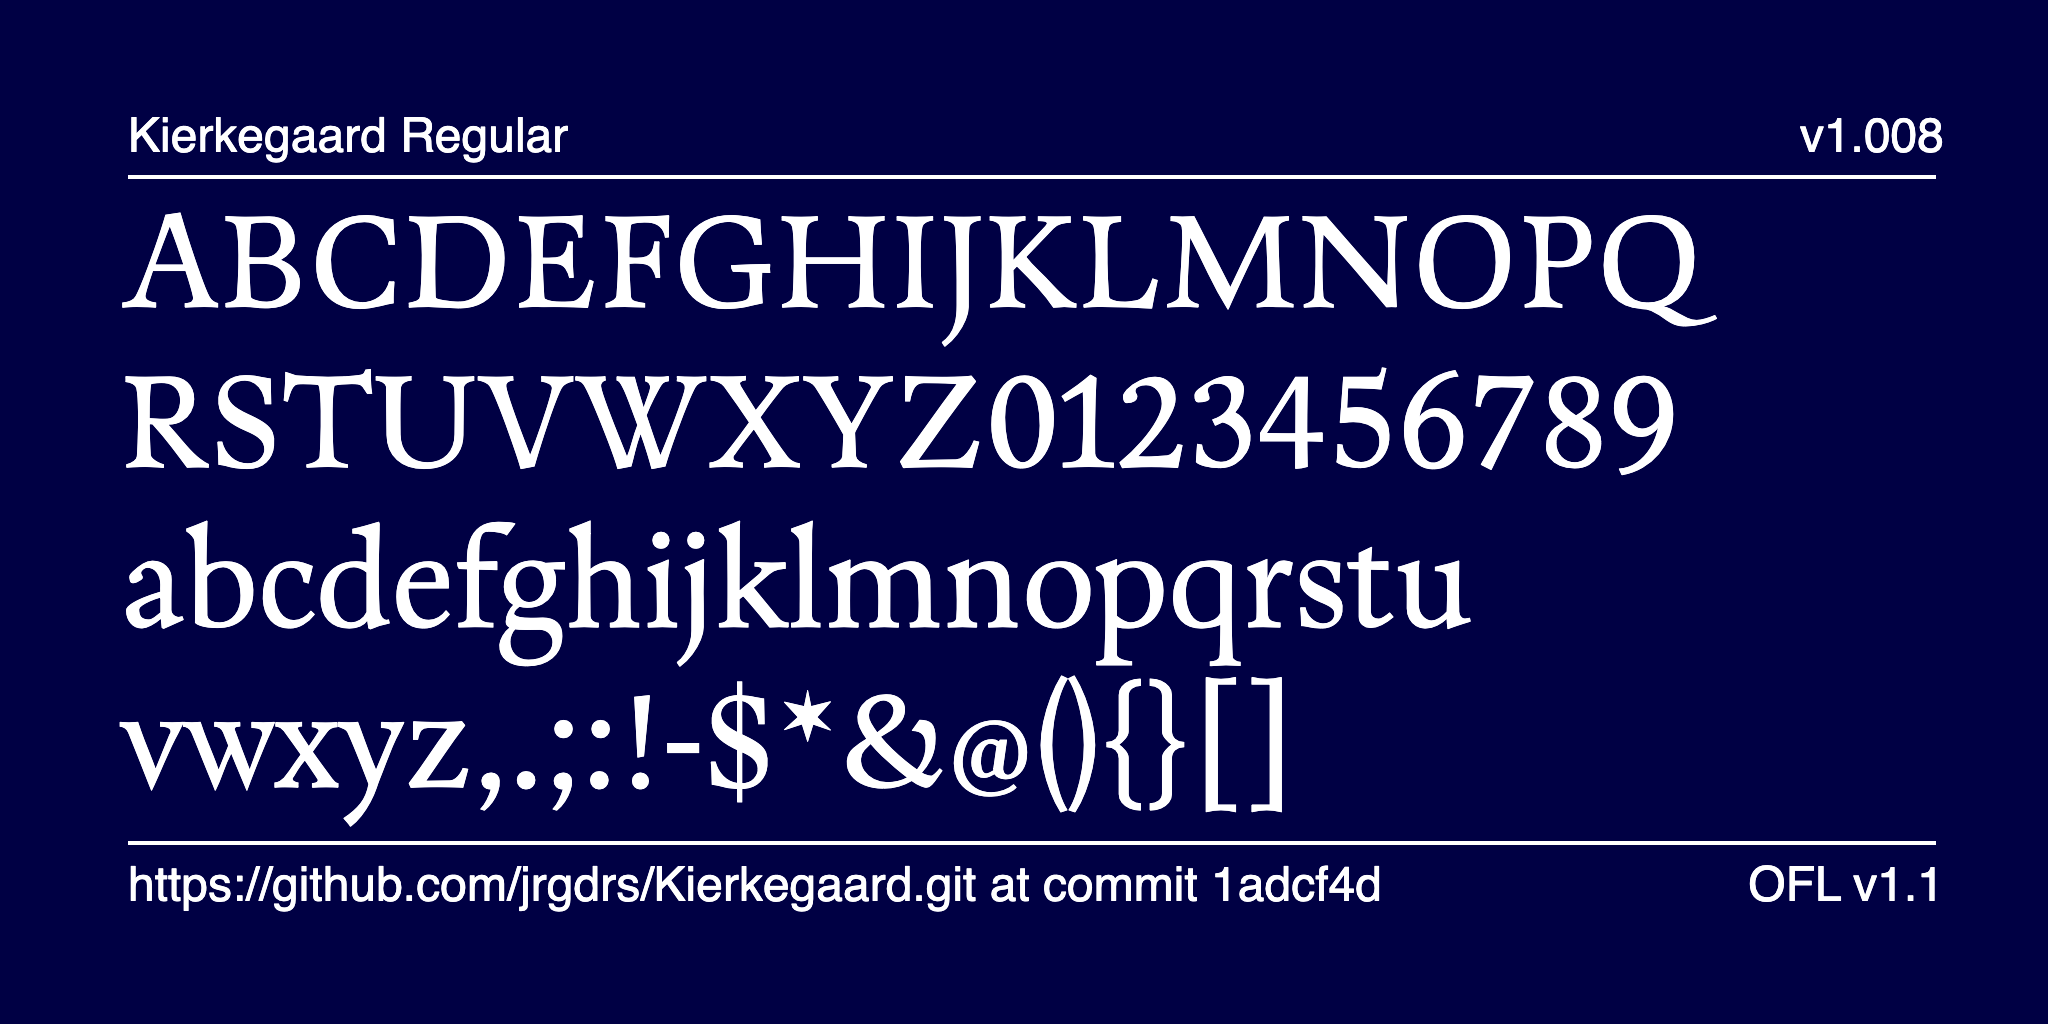 Kierkegaard Regular
v1.008
ABCDEFGHIJKLMNOPQ
RSTUVWXYZ0123456789
abcdefghijklmnopqrstu
vwxyz,.;:!-$*&@(){}[]
https://github.com/jrgdrs/Kierkegaard.git at commit 1adcf4d
OFL v1.1